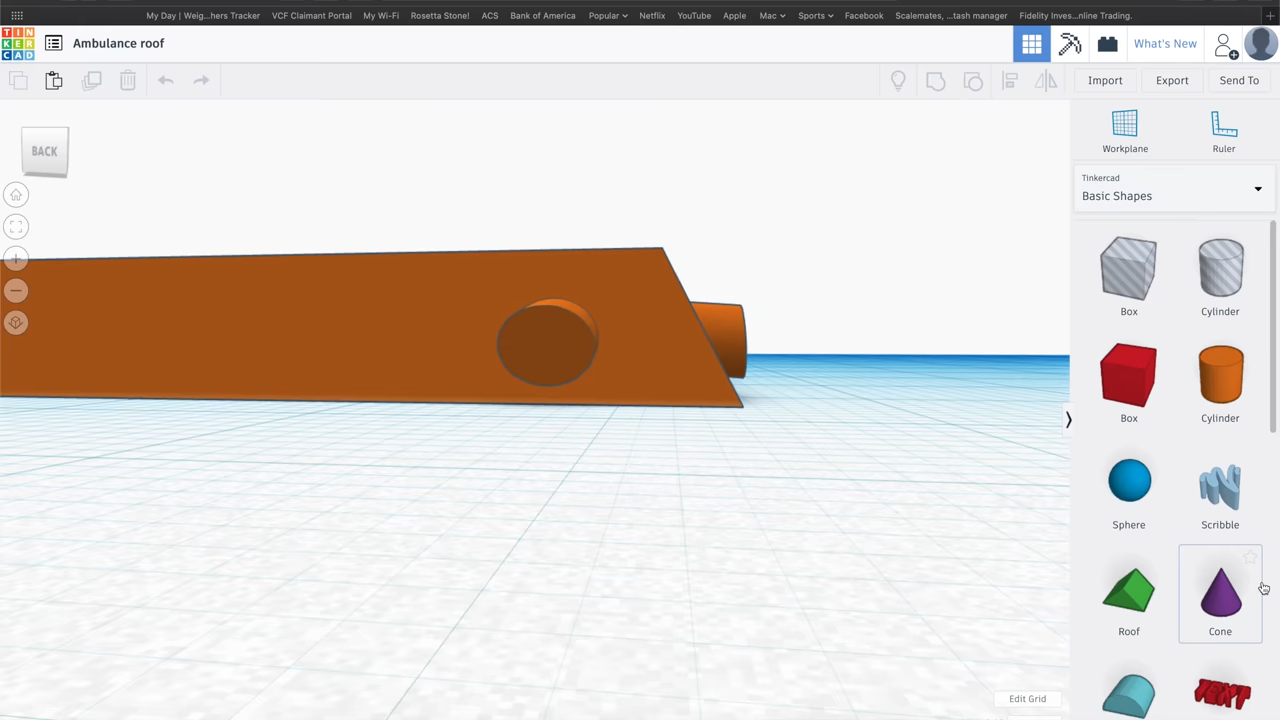 My Day | Weig...hers Tracker VCF Claimant Portal My Wi-Fi Rosetta Stone! ACS Bank of America Popular Netflix YouTube Apple Mac Sports Facebook Scalemates, ...tash manager Fidelity Inves...nline Trading.
TIN
KER
CAD
Ambulance roof
What's New
Import Export Send To
BACK
Workplane Ruler
Tinkercad
Basic Shapes
Box Cylinder
Box Cylinder
Sphere Scribble
Roof Cone
TEXT
Edit Grid